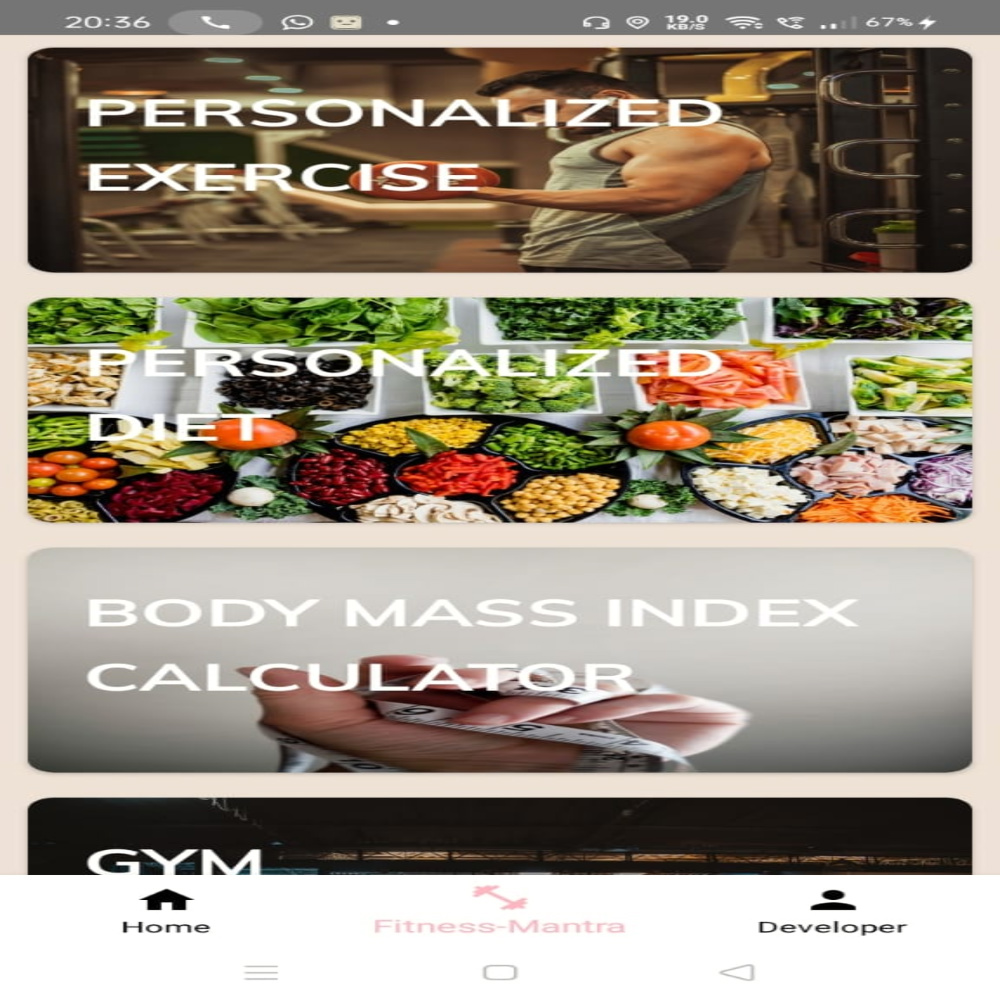 20:36
19.0
KB/S
67%
PERSONALIZED
EXERCISE
PERSONALIZED
DIET
BODY MASS INDEX
CALCULATOR
GYM
Home
Fitness-Mantra
Developer